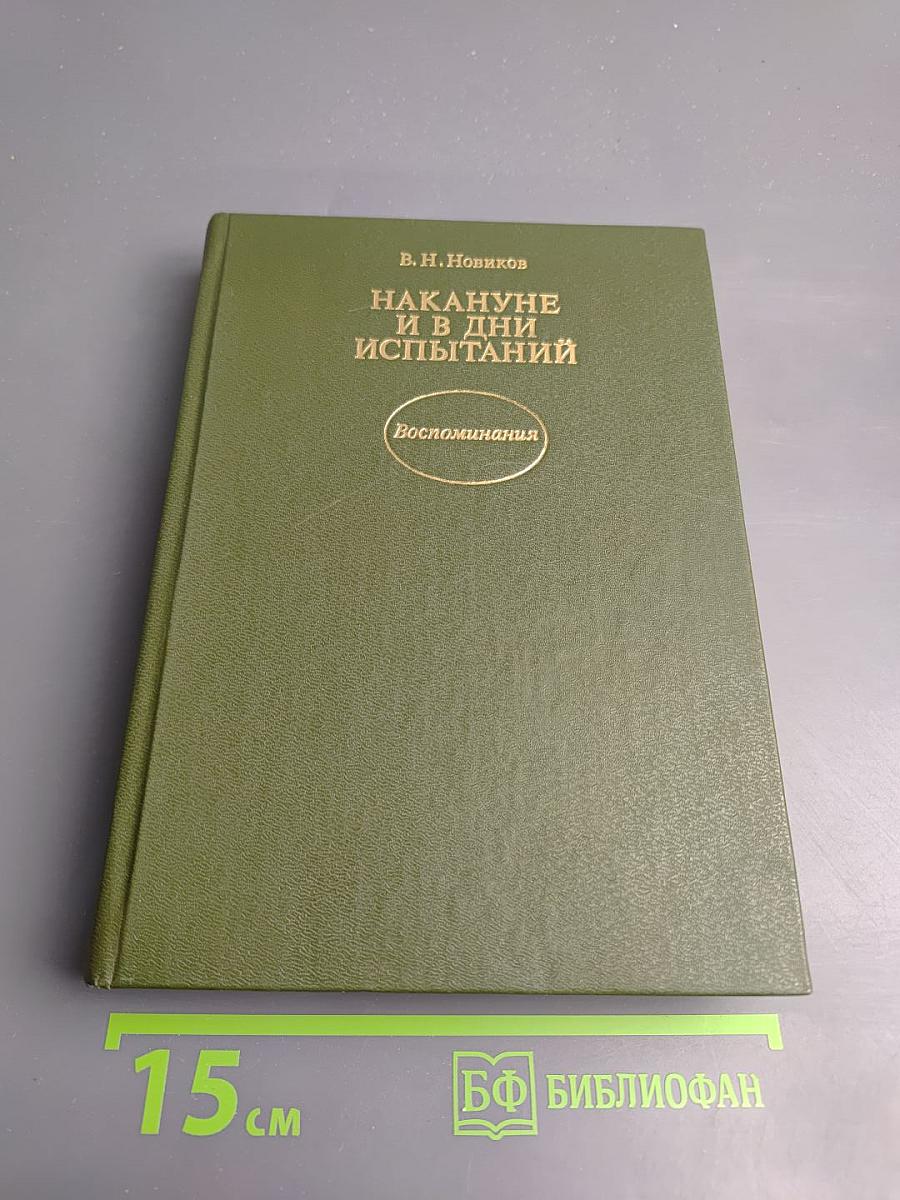 В. Н. Новиков
НАКАНУНЕ
И В ДНИ
ИСПЫТАНИЙ
Воспоминания
15 см
БФ БИБЛИОФАН